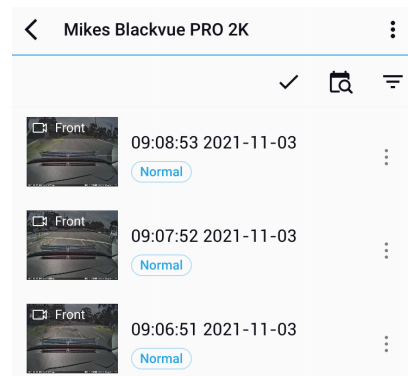 Mikes Blackvue PRO 2K
Front
09:08:53 2021-11-03
Normal
Front
09:07:52 2021-11-03
Normal
Front
09:06:51 2021-11-03
Normal